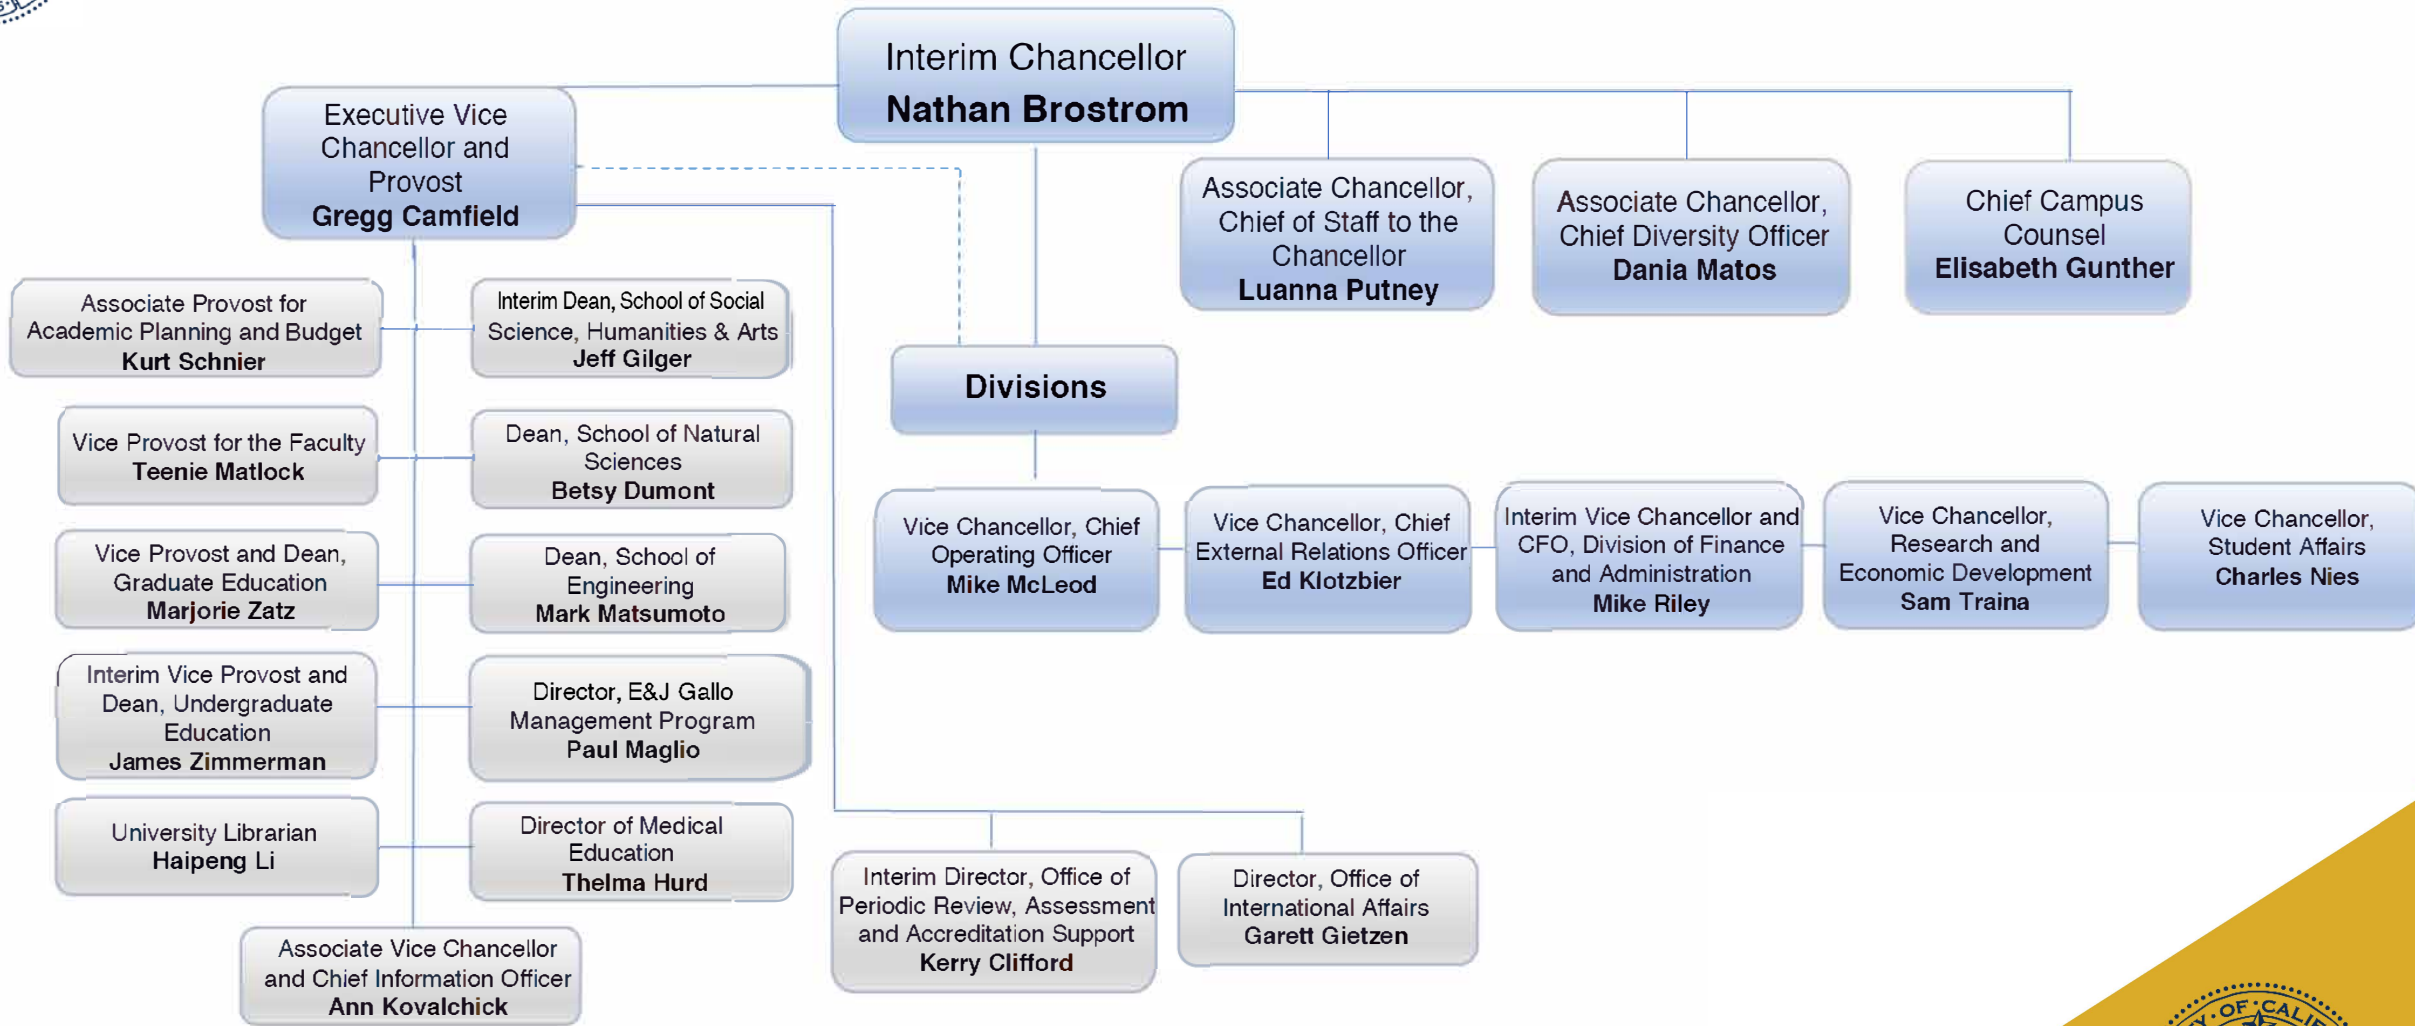 Interim Chancellor
Nathan Brostrom
Executive Vice
Chancellor and
Provost
Gregg Camfield
Associate Chancellor,
Chief of Staff to the
Chancellor
Luanna Putney
Associate Chancellor,
Chief Diversity Officer
Dania Matos
Chief Campus
Counsel
Elisabeth Gunther
Associate Provost for
Academic Planning and Budget
Kurt Schnier
Interim Dean, School of Social
Science, Humanities & Arts
Jeff Gilger
Vice Provost for the Faculty
Teenie Matlock
Dean, School of Natural
Sciences
Betsy Dumont
Vice Provost and Dean,
Graduate Education
Marjorie Zatz
Dean, School of
Engineering
Mark Matsumoto
Interim Vice Provost and
Dean, Undergraduate
Education
James Zimmerman
Director, E&J Gallo
Management Program
Paul Maglio
University Librarian
Haipeng Li
Director of Medical
Education
Thelma Hurd
Associate Vice Chancellor
and Chief Information Officer
Ann Kovalchick
Divisions
Vice Chancellor, Chief
Operating Officer
Mike McLeod
Vice Chancellor, Chief
External Relations Officer
Ed Klotzbier
Interim Vice Chancellor and
CFO, Division of Finance
and Administration
Mike Riley
Vice Chancellor,
Research and
Economic Development
Sam Traina
Vice Chancellor,
Student Affairs
Charles Nies
Interim Director, Office of
Periodic Review, Assessment
and Accreditation Support
Kerry Clifford
Director, Office of
International Affairs
Garett Gietzen
OF